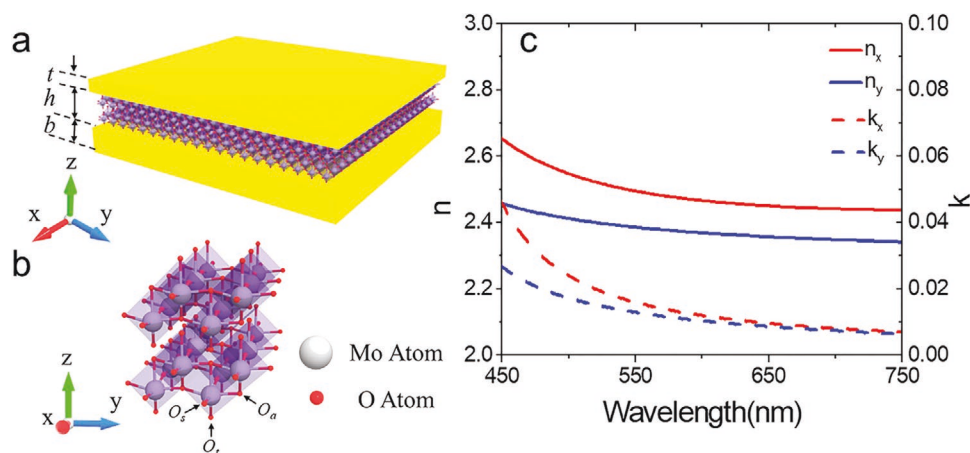 a
t
h
b
z
x
y
b
z
x
y
Mo Atom
O Atom
Os
Oa
c
3.0
2.8
2.6
2.4
2.2
2.0
n
0.10
0.08
0.06
0.04
0.02
0.00
k
nx
ny
kx
ky
450
550
650
750
Wavelength(nm)